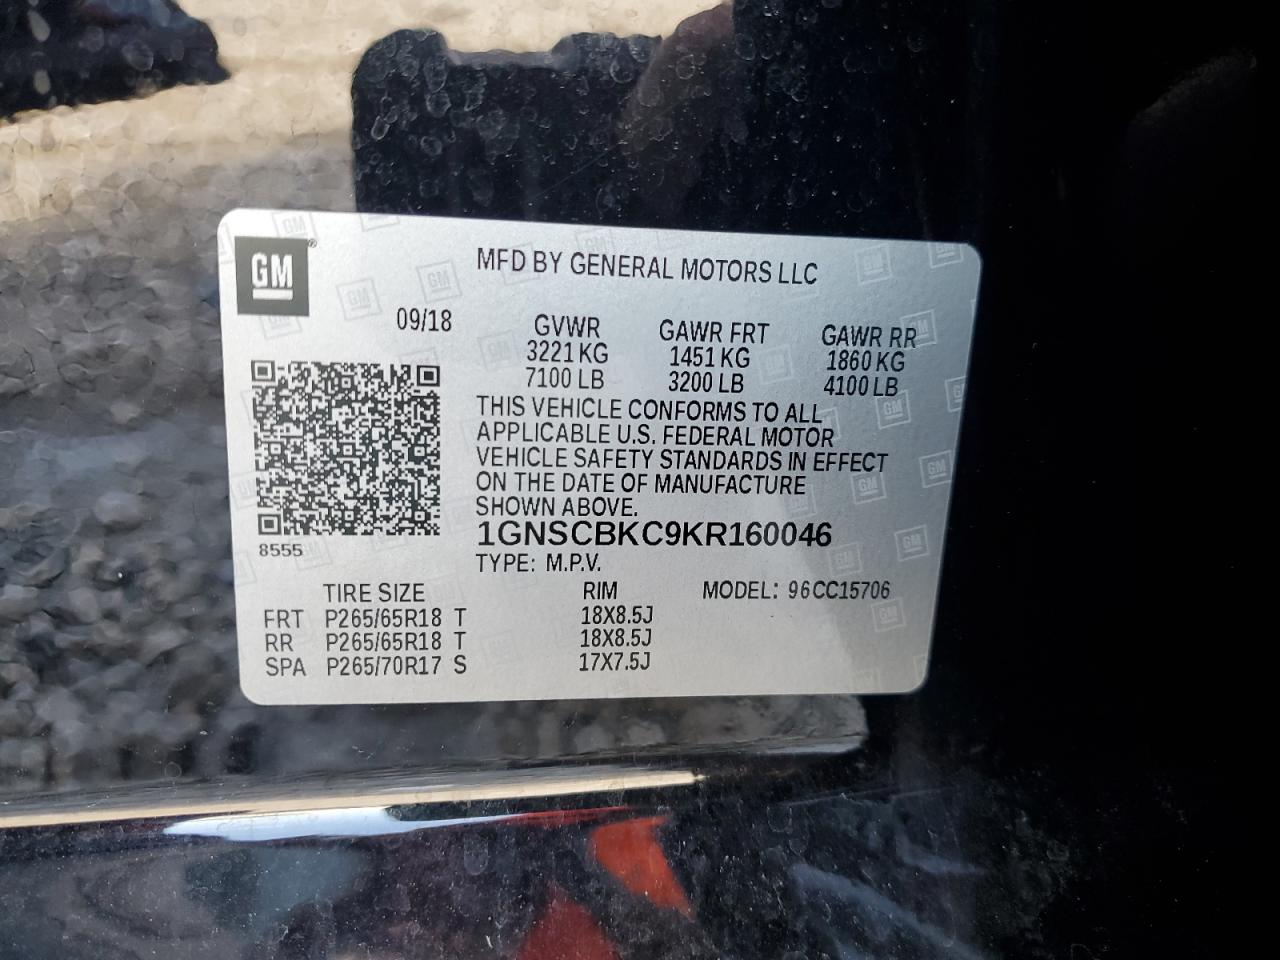 GM®
MFD BY GENERAL MOTORS LLC
09/18
GVWR GAWR FRT GAWR RR
3221 KG 1451 KG 1860 KG
7100 LB 3200 LB 4100 LB
THIS VEHICLE CONFORMS TO ALL
APPLICABLE U.S. FEDERAL MOTOR
VEHICLE SAFETY STANDARDS IN EFFECT
ON THE DATE OF MANUFACTURE
SHOWN ABOVE.
1GNSCBKC9KR160046
8555
TYPE: M.P.V.
TIRE SIZE RIM MODEL: 96CC15706
FRT P265/65R18 T 18X8.5J
RR P265/65R18 T 18X8.5J
SPA P265/70R17 S 17X7.5J